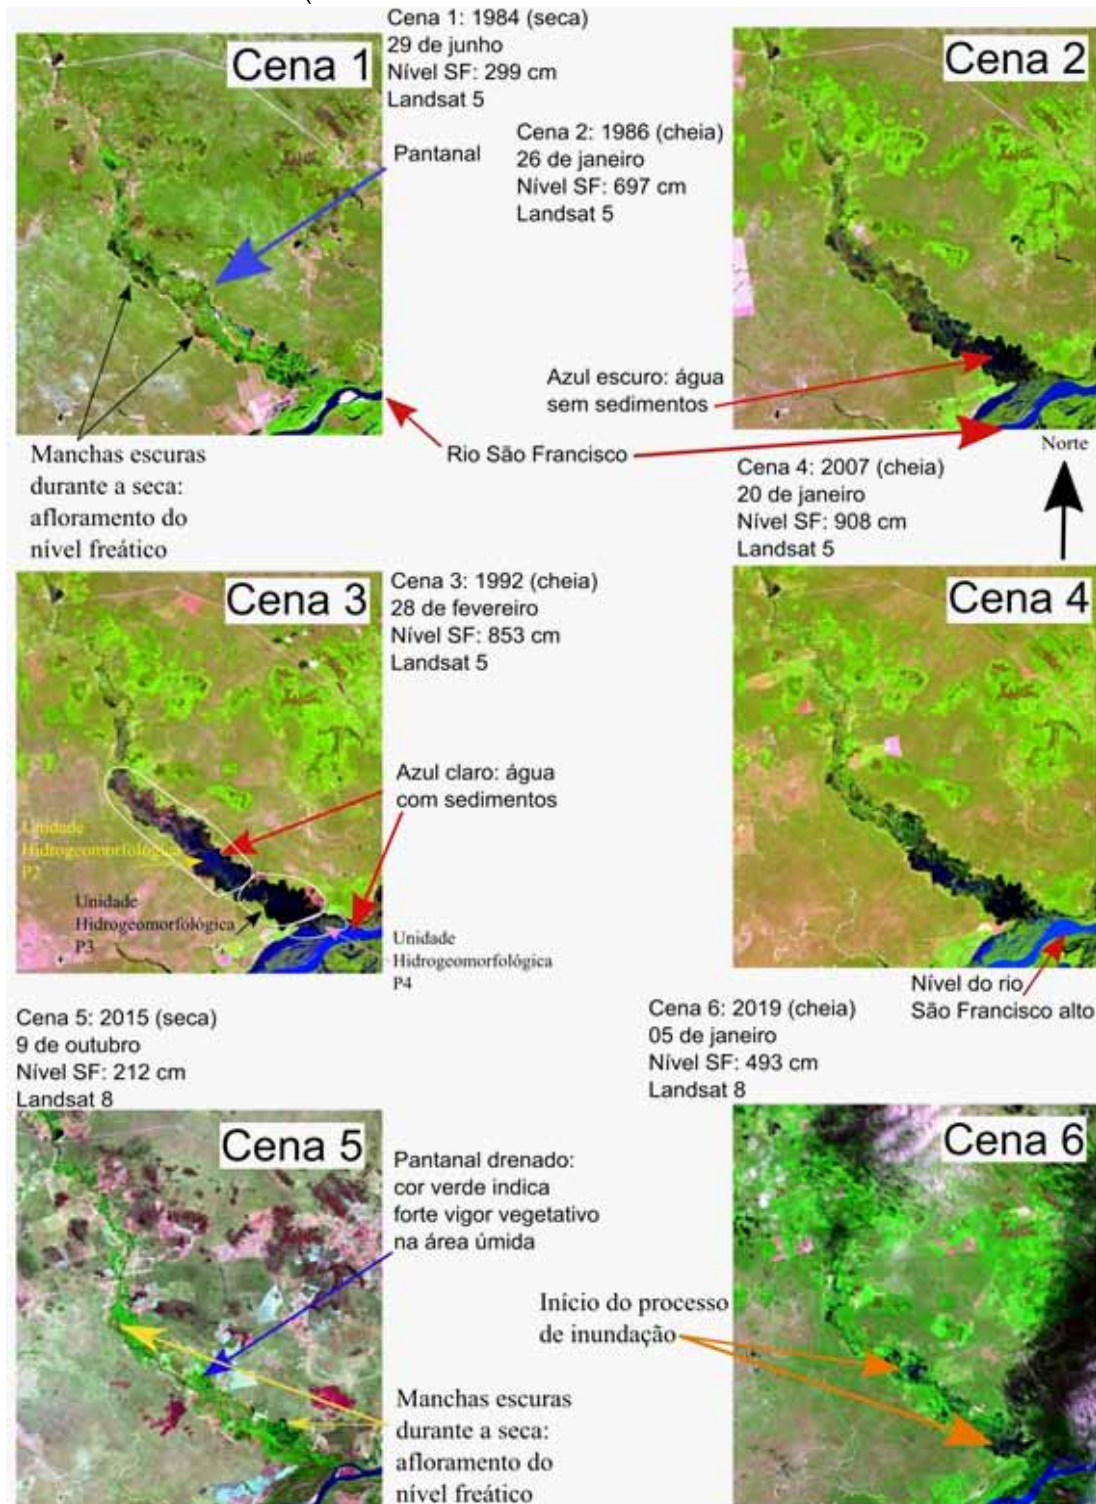 Cena 1: 1984 (seca)
29 de junho
Nível SF: 299 cm
Landsat 5
Cena 1
Pantanal
Cena 2: 1986 (cheia)
26 de janeiro
Nível SF: 697 cm
Landsat 5
Cena 2
Azul escuro: água
sem sedimentos
Rio São Francisco
Manchas escuras
durante a seca:
afloramento do
nível freático
Norte
Cena 4: 2007 (cheia)
20 de janeiro
Nível SF: 908 cm
Landsat 5
Cena 3
Cena 3: 1992 (cheia)
28 de fevereiro
Nível SF: 853 cm
Landsat 5
Cena 4
Azul claro: água
com sedimentos
Unidade
Hidrogeomorfológica
P2
Unidade
Hidrogeomorfológica
P3
Unidade
Hidrogeomorfológica
P4
Nível do rio
São Francisco alto
Cena 5: 2015 (seca)
9 de outubro
Nível SF: 212 cm
Landsat 8
Cena 6: 2019 (cheia)
05 de janeiro
Nível SF: 493 cm
Landsat 8
Cena 5
Pantanal drenado:
cor verde indica
forte vigor vegetativo
na área úmida
Cena 6
Início do processo
de inundação
Manchas escuras
durante a seca:
afloramento do
nível freático